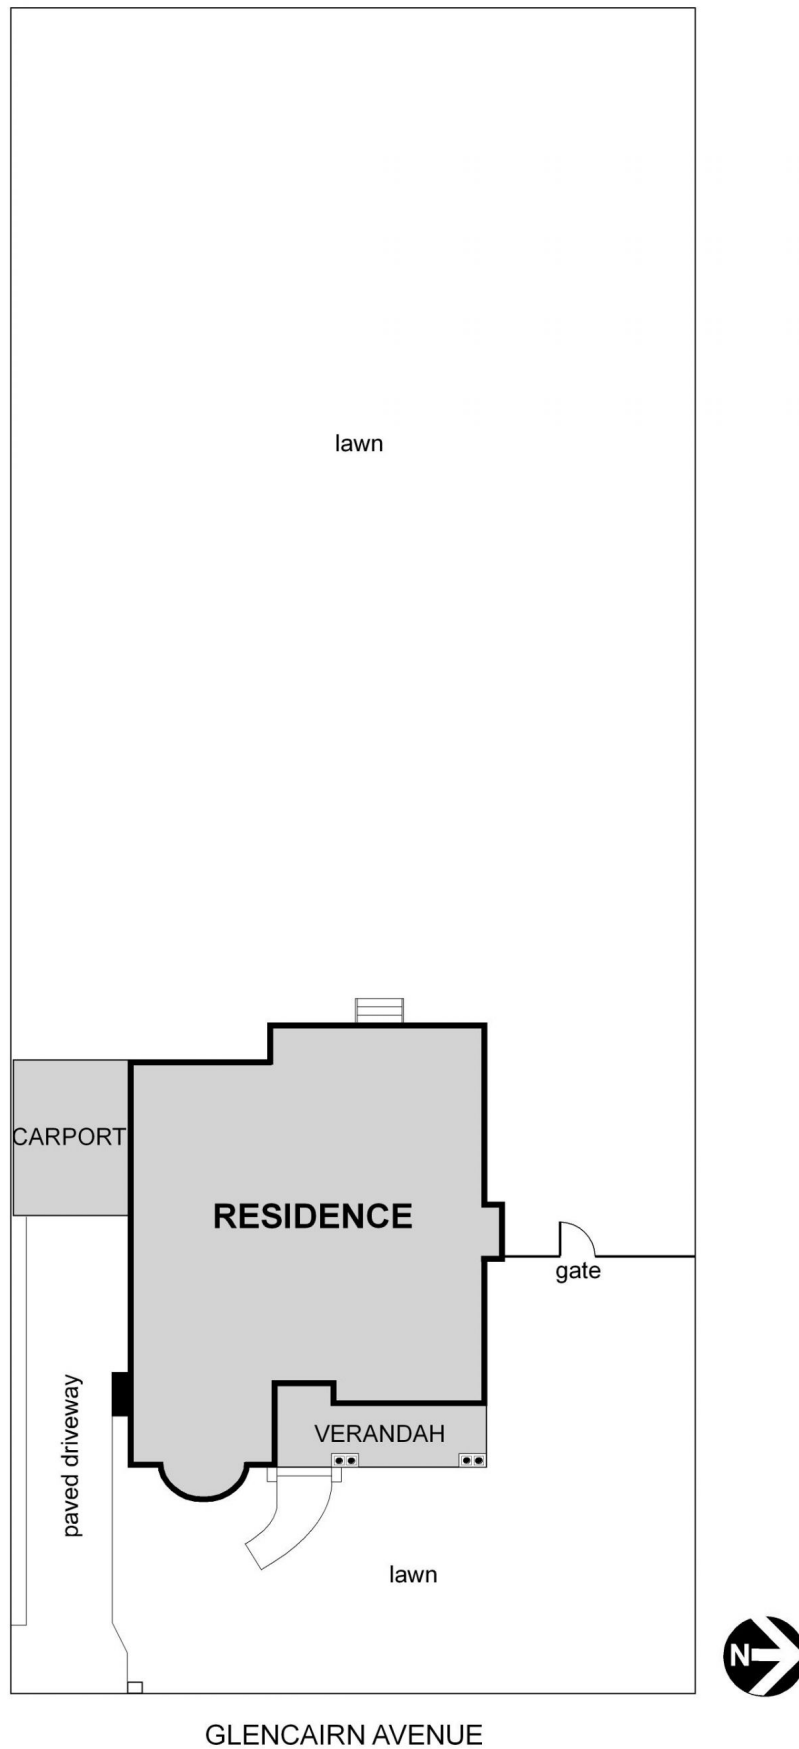 lawn
CARPORT
RESIDENCE
gate
paved driveway
VERANDAH
lawn
N
GLENCAIRN AVENUE